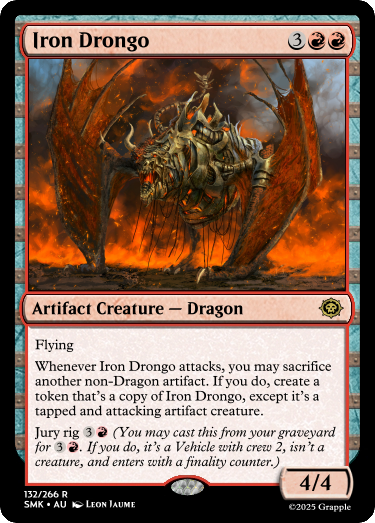 Iron Drongo 3
Artifact Creature — Dragon
Flying
Whenever Iron Drongo attacks, you may sacrifice
another non-Dragon artifact. If you do, create a
token that's a copy of Iron Drongo, except it's a
tapped and attacking artifact creature.
Jury rig 3 (You may cast this from your graveyard
for 3 . If you do, it's a Vehicle with crew 2, isn't a
creature, and enters with a finality counter.)
4/4
132/266 R
SMK • AU Leon Jaume
©2025 Grapple